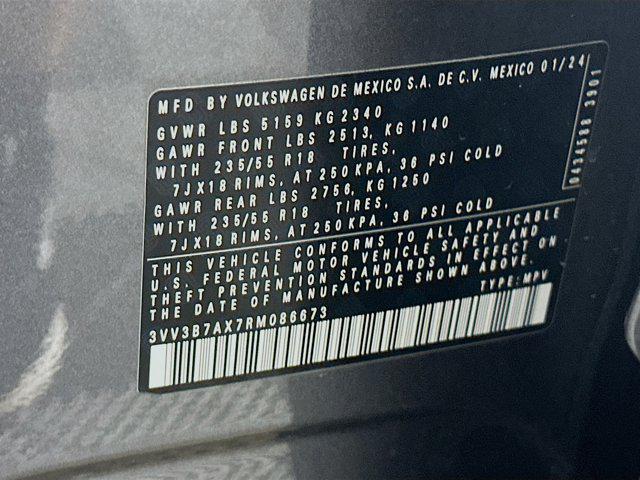 MFD BY VOLKSWAGEN DE MEXICO S.A. DE C.V. MEXICO 01/24
GVWR LBS 5159 KG 2340
GAWR FRONT LBS 2513, KG 1140
WITH 235/55 R18 TIRES,
7JX18 RIMS, AT 250 KPA, 36 PSI COLD
GAWR REAR LBS 2756, KG 1250
WITH 235/55 R18 TIRES,
7JX18 RIMS, AT 250 KPA, 36 PSI COLD
THIS VEHICLE CONFORMS TO ALL APPLICABLE
U.S. FEDERAL MOTOR VEHICLE SAFETY AND
THEFT PREVENTION STANDARDS IN EFFECT ON
THE DATE OF MANUFACTURE SHOWN ABOVE.
TYPE: MPV
3VV3B7AX7RM086673
3901